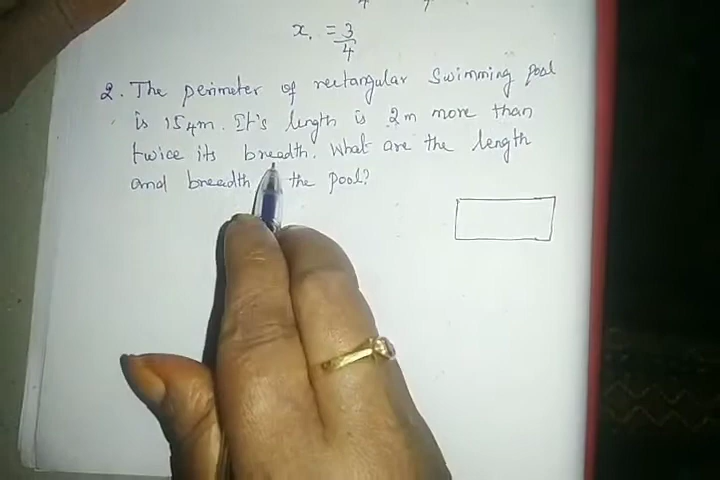 x. = 3/4
2. The perimeter of rectangular swimming pool
is 154m. It's length is 2m more than
twice its breadth. What are the length
and breadth the pool?